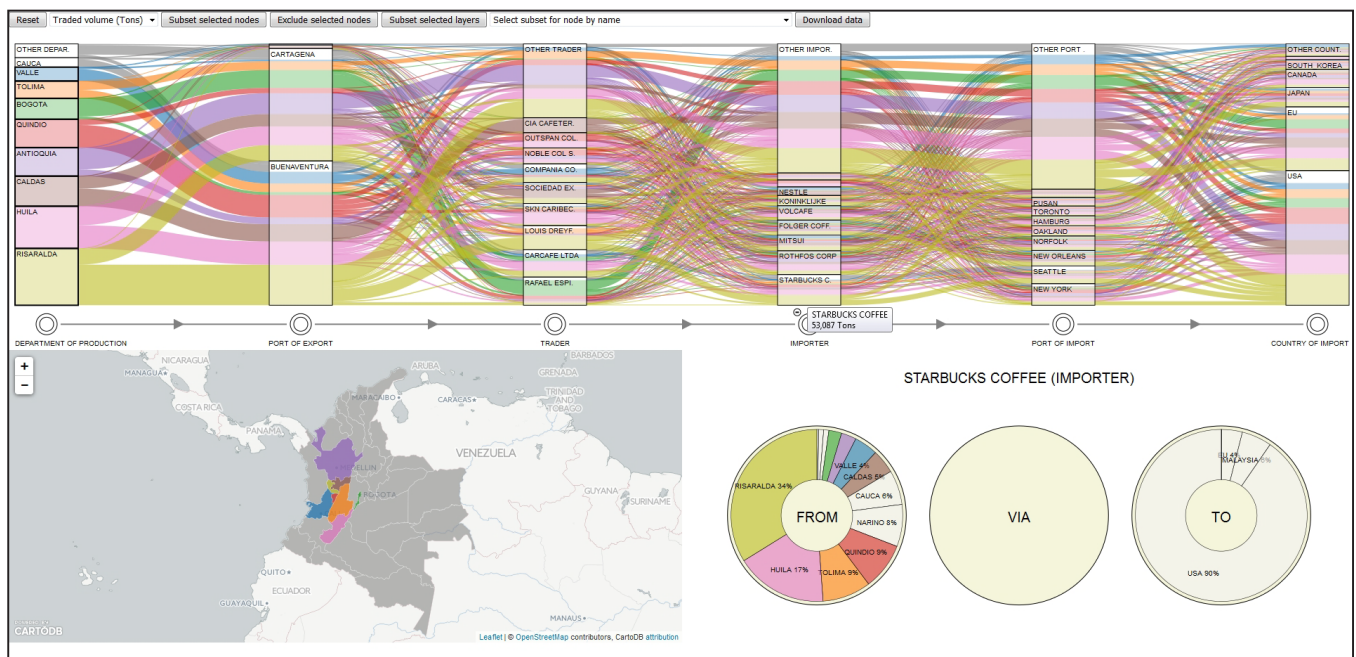 Reset Traded volume (Tons) Subset selected nodes Exclude selected nodes Subset selected layers Select subset for node by name Download data
OTHER DEPAR.
CAUCA
VALLE
TOLIMA
BOGOTA
QUINDIO
ANTIOQUIA
CALDAS
HUILA
RISARALDA
CARTAGENA
BUENAVENTURA
OTHER TRADER
CIA CAFETER.
OUTSPAN COL.
NOBLE COL S.
COMPANIA CO.
SOCIEDAD EX.
SKN CARIBEC.
LOUIS DREYF.
CARCAFE LTDA
RAFAEL ESPI.
OTHER IMPOR.
NESTLE
KONINKLIJKE
VOLCAFE
FOLGER COFF.
MITSUI
ROTHFOS CORP
STARBUCKS C.
OTHER PORT .
PUSAN
TORONTO
HAMBURG
OAKLAND
NORFOLK
NEW ORLEANS
SEATTLE
NEW YORK
OTHER COUNT.
SOUTH KOREA
CANADA
JAPAN
EU
USA
STARBUCKS COFFEE
53,087 Tons
DEPARTMENT OF PRODUCTION PORT OF EXPORT TRADER IMPORTER PORT OF IMPORT COUNTRY OF IMPORT
+
−
NICARAGUA
MANAGUA
COSTA RICA
PANAMA
ARUBA
BARBADOS
GRENADA
TRINIDAD
AND
TOBAGO
MARACAIBO
CARACAS
VENEZUELA
MEDELLIN
BOGOTA
GUYANA
SURINAME
QUITO
ECUADOR
GUAYAQUIL
MANAUS
POWERED BY
CARTODB
Leaflet | © OpenStreetMap contributors, CartoDB attribution
STARBUCKS COFFEE (IMPORTER)
VALLE 4%
CALDAS 5%
CAUCA 6%
NARINO 8%
QUINDIO 9%
TOLIMA 9%
HUILA 17%
RISARALDA 34%
FROM
VIA
EU 4%
MALAYSIA 6%
USA 90%
TO